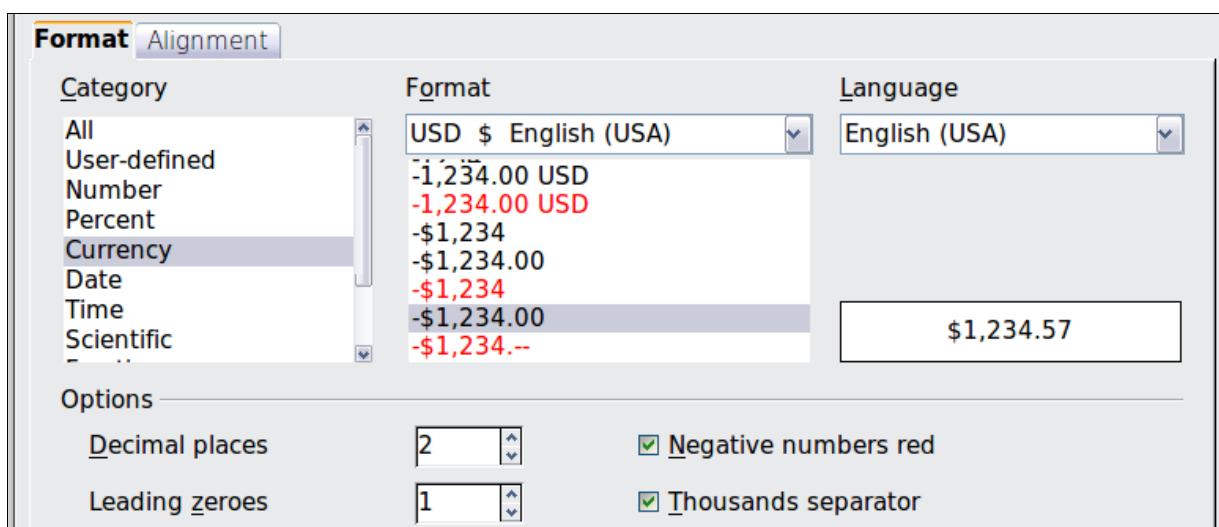 Format Alignment
Category Format Language
All
User-defined
Number
Percent
Currency
Date
Time
Scientific
USD $ English (USA)
-1,234.00 USD
-1,234.00 USD
-$1,234
-$1,234.00
-$1,234
-$1,234.00
-$1,234.--
English (USA)
$1,234.57
Options
Decimal places 2 Negative numbers red
Leading zeroes 1 Thousands separator